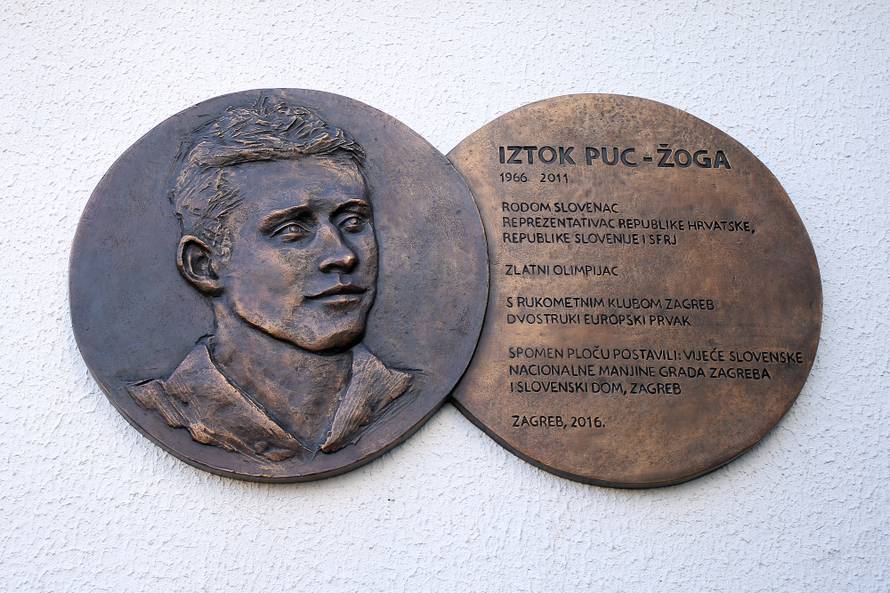 IZTOK PUC - ŽOGA
1966 2011
RODOM SLOVENAC
REPREZENTATIVAC REPUBLIKE HRVATSKE,
REPUBLIKE SLOVENIJE I SFRJ
ZLATNI OLIMPIJAC
S RUKOMETNIM KLUBOM ZAGREB
DVOSTRUKI EUROPSKI PRVAK
SPOMEN PLOČU POSTAVILI: VIJEĆE SLOVENSKE
NACIONALNE MANJINE GRADA ZAGREBA
I SLOVENSKI DOM, ZAGREB
ZAGREB, 2016.